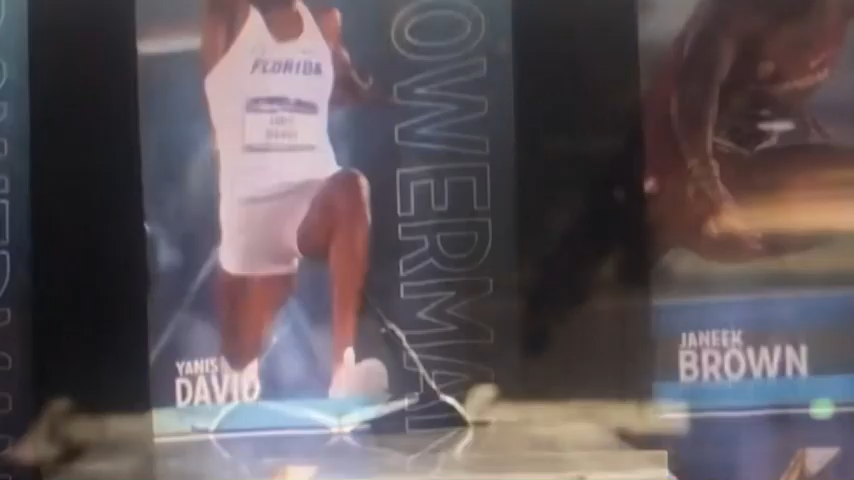 FLORIDA
OWERMA
YANIS
DAVID
JANEEK
BROWN